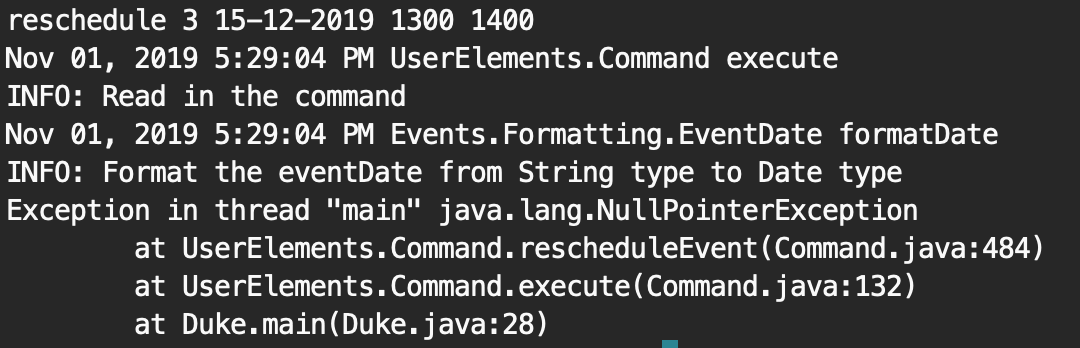 reschedule 3 15-12-2019 1300 1400
Nov 01, 2019 5:29:04 PM UserElements.Command execute
INFO: Read in the command
Nov 01, 2019 5:29:04 PM Events.Formatting.EventDate formatDate
INFO: Format the eventDate from String type to Date type
Exception in thread "main" java.lang.NullPointerException
        at UserElements.Command.rescheduleEvent(Command.java:484)
        at UserElements.Command.execute(Command.java:132)
        at Duke.main(Duke.java:28)